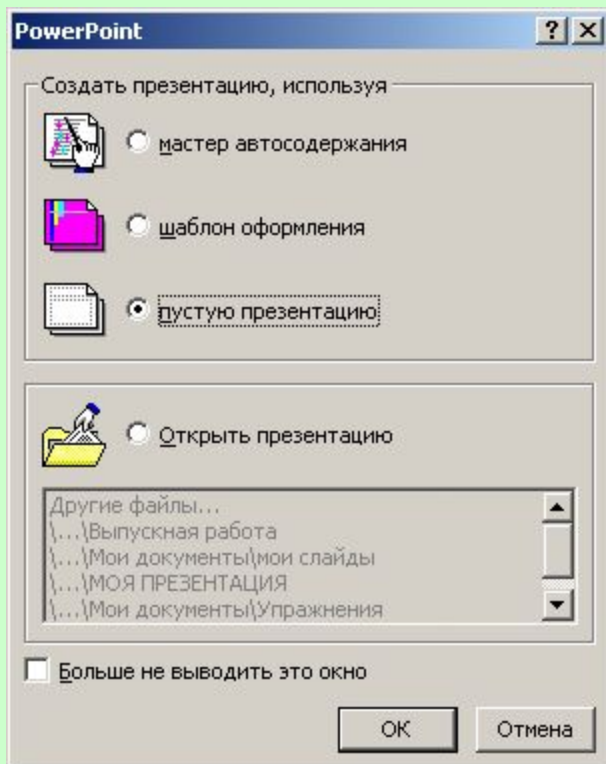 PowerPoint
Создать презентацию, используя
мастер автосодержания
шаблон оформления
пустую презентацию
Открыть презентацию
Другие файлы...
\...\Выпускная работа
\...\Мои документы\мои слайды
\...\МОЯ ПРЕЗЕНТАЦИЯ
\...\Мои документы\Упражнения
Больше не выводить это окно
ОК Отмена